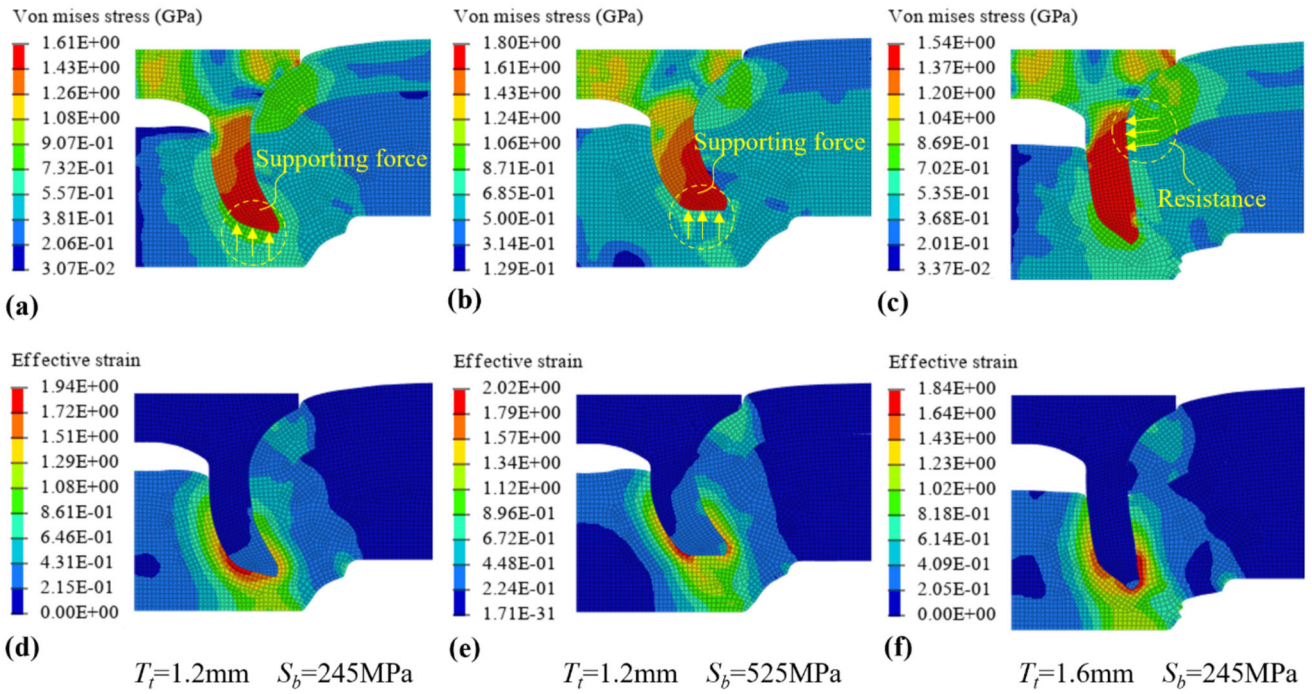 Von mises stress (GPa)
1.61E+00
1.43E+00
1.26E+00
1.08E+00
9.07E-01
7.32E-01
5.57E-01
3.81E-01
2.06E-01
3.07E-02
Supporting force
(a)
Von mises stress (GPa)
1.80E+00
1.61E+00
1.43E+00
1.24E+00
1.06E+00
8.71E-01
6.85E-01
5.00E-01
3.14E-01
1.29E-01
Supporting force
(b)
Von mises stress (GPa)
1.54E+00
1.37E+00
1.20E+00
1.04E+00
8.69E-01
7.02E-01
5.35E-01
3.68E-01
2.01E-01
3.37E-02
Resistance
(c)
Effective strain
1.94E+00
1.72E+00
1.51E+00
1.29E+00
1.08E+00
8.61E-01
6.46E-01
4.31E-01
2.15E-01
0.00E+00
(d)
Effective strain
2.02E+00
1.79E+00
1.57E+00
1.34E+00
1.12E+00
8.96E-01
6.72E-01
4.48E-01
2.24E-01
1.71E-31
(e)
Effective strain
1.84E+00
1.64E+00
1.43E+00
1.23E+00
1.02E+00
8.18E-01
6.14E-01
4.09E-01
2.05E-01
0.00E+00
(f)
Tt=1.2mm Sb=245MPa
Tt=1.2mm Sb=525MPa
Tt=1.6mm Sb=245MPa